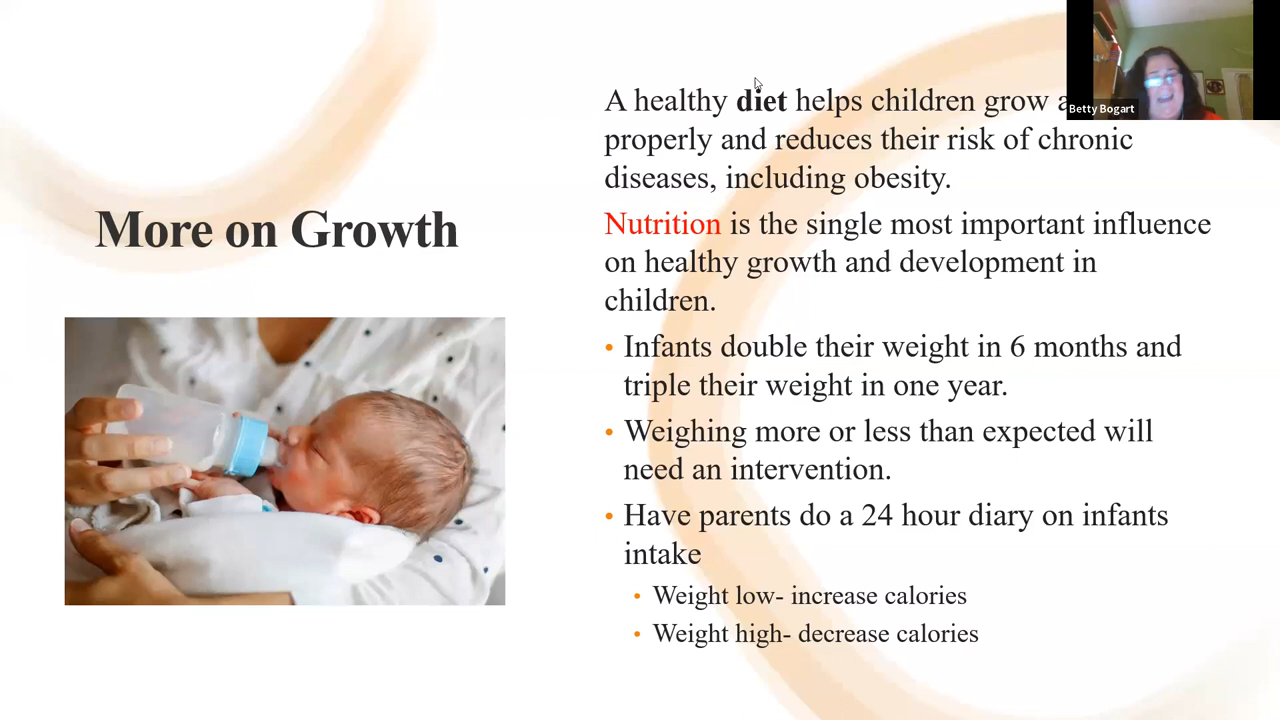 A healthy diet helps children grow
Betty Bogart
properly and reduces their risk of chronic
diseases, including obesity.
More on Growth
Nutrition is the single most important influence
on healthy growth and development in
children.
• Infants double their weight in 6 months and
triple their weight in one year.
• Weighing more or less than expected will
need an intervention.
• Have parents do a 24 hour diary on infants
intake
• Weight low- increase calories
• Weight high- decrease calories